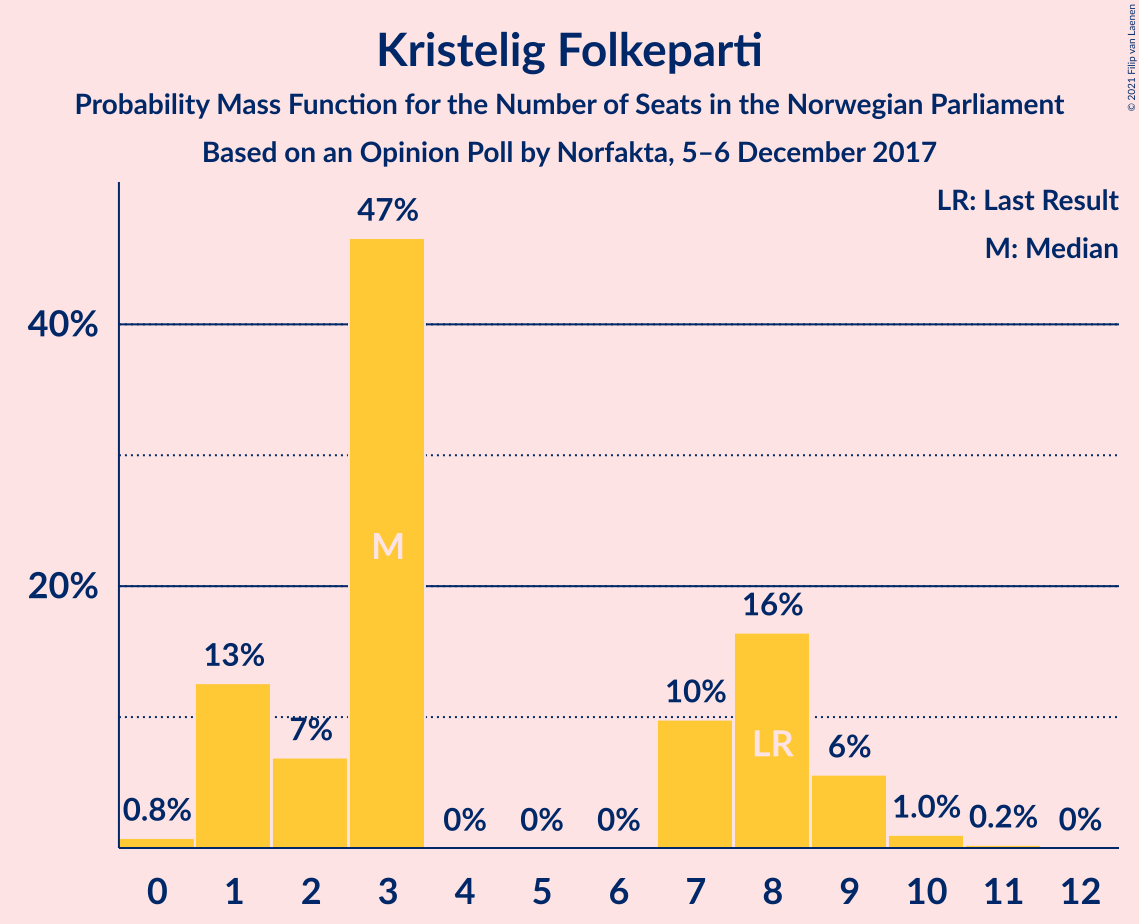 Kristelig Folkeparti
Probability Mass Function for the Number of Seats in the Norwegian Parliament
Based on an Opinion Poll by Norfakta, 5–6 December 2017
© 2021 Filip van Laenen
LR: Last Result
M: Median
40%
20%
0.8%
13%
7%
47%
0%
0%
0%
10%
16%
6%
1.0%
0.2%
0%
M
LR
0 1 2 3 4 5 6 7 8 9 10 11 12